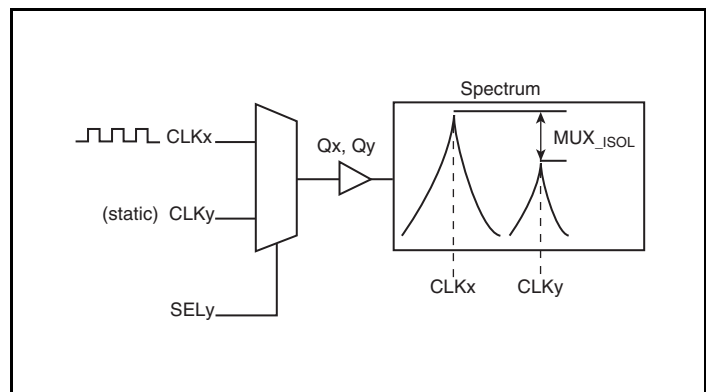 Spectrum
CLKx
Qx, Qy
MUX_ISOL
(static) CLKy
CLKx
CLKy
SELy